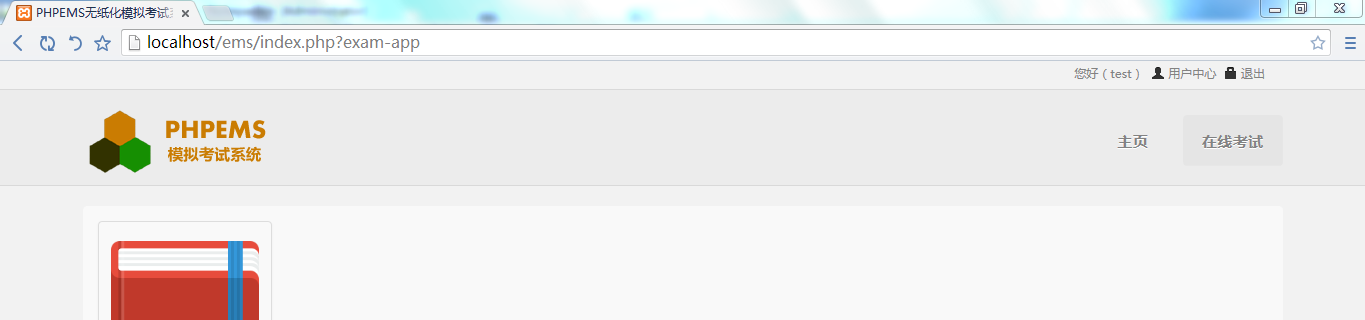 PHPEMS无纸化模拟考试
localhost/ems/index.php?exam-app
您好（test） 用户中心 退出
PHPEMS
模拟考试系统
主页 在线考试